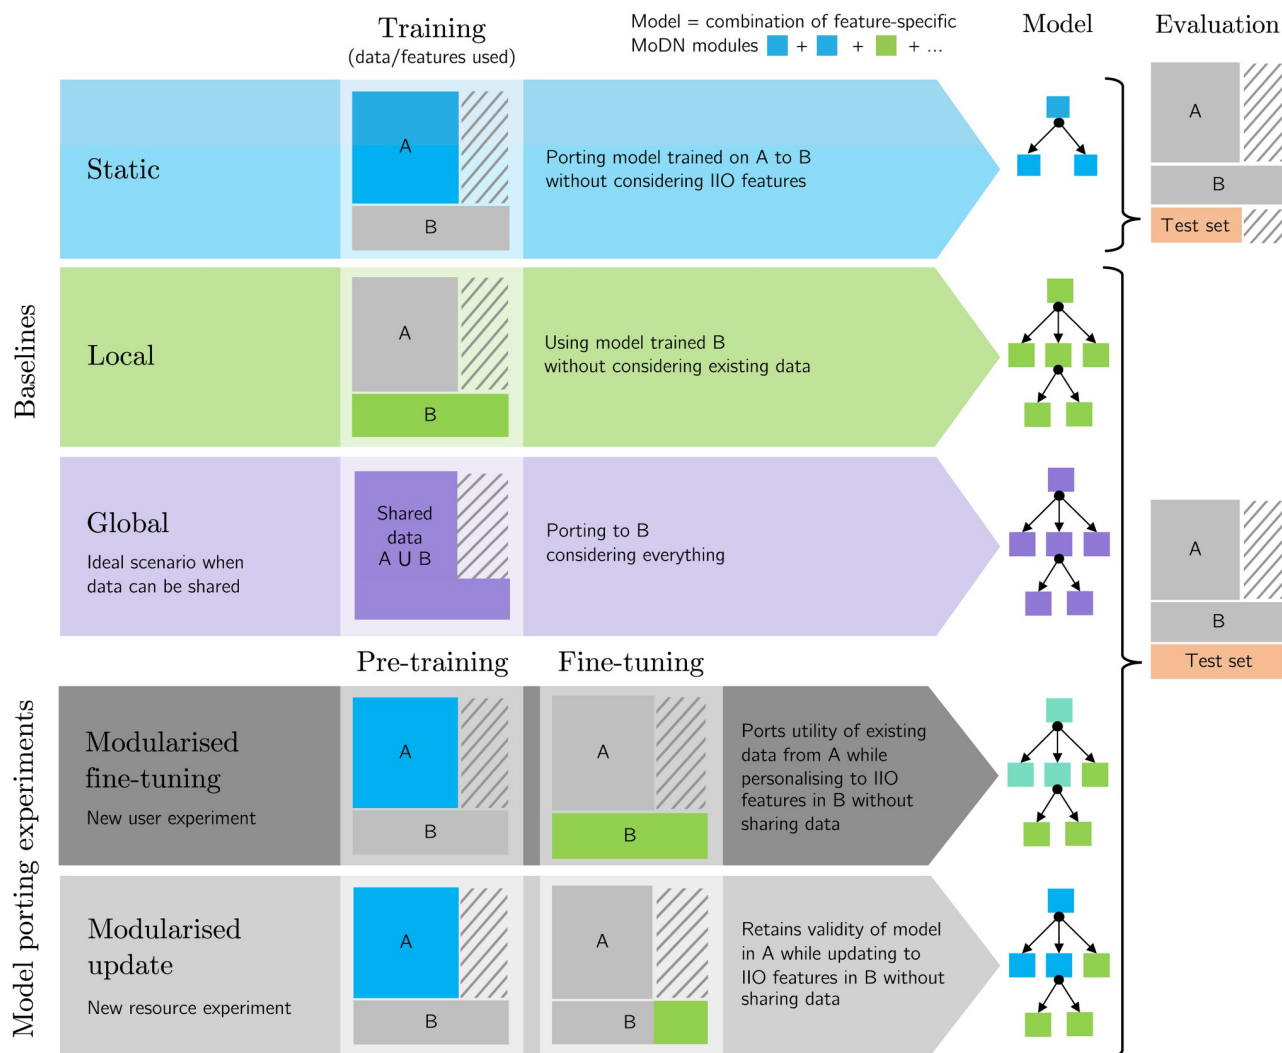 Training
(data/features used)
Model = combination of feature-specific
MoDN modules + + + ...
Model
Evaluation
Baselines
Static
A
B
Porting model trained on A to B
without considering IIO features
A
B
Test set
Local
A
B
Using model trained B
without considering existing data
Global
Ideal scenario when
data can be shared
Shared
data
A U B
Porting to B
considering everything
A
B
Test set
Model porting experiments
Pre-training
Fine-tuning
Modularised
fine-tuning
New user experiment
A
B
A
B
Ports utility of existing
data from A while
personalising to IIO
features in B without
sharing data
Modularised
update
New resource experiment
A
B
A
B
Retains validity of model
in A while updating to
IIO features in B without
sharing data